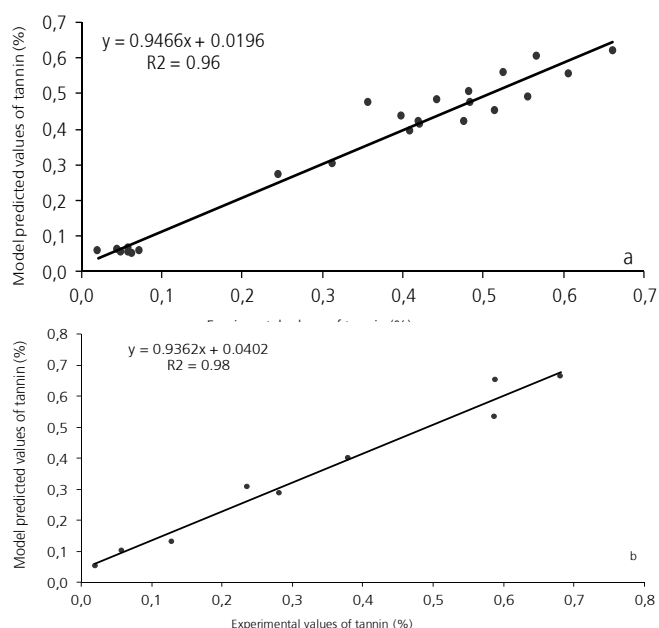 Model predicted values of tannin (%)
0,7
0,6
0,5
0,4
0,3
0,2
0,1
0,0
y = 0.9466x + 0.0196
R2 = 0.96
a
0,0 0,1 0,2 0,3 0,4 0,5 0,6 0,7
Model predicted values of tannin (%)
0,8
0,7
0,6
0,5
0,4
0,3
0,2
0,1
0,0
y = 0.9362x + 0.0402
R2 = 0.98
b
0,0 0,1 0,2 0,3 0,4 0,5 0,6 0,7 0,8
Experimental values of tannin (%)